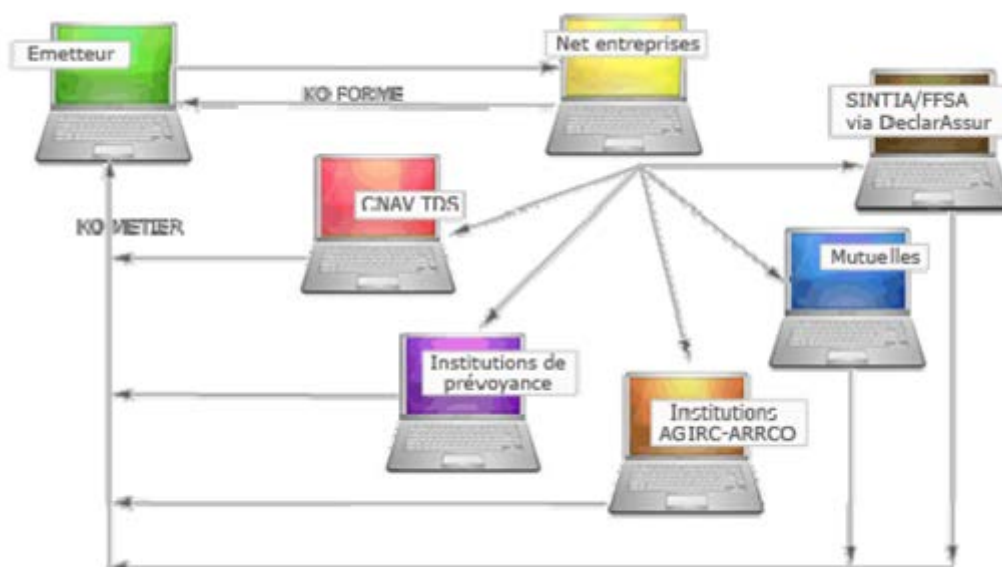 Emetteur
Net entreprises
KO FORME
SINTIA/FFSA
via DeclarAssur
CNAV TDS
KO METIER
Mutuelles
Institutions de
prévoyance
Institutions
AGIRC-ARRCO